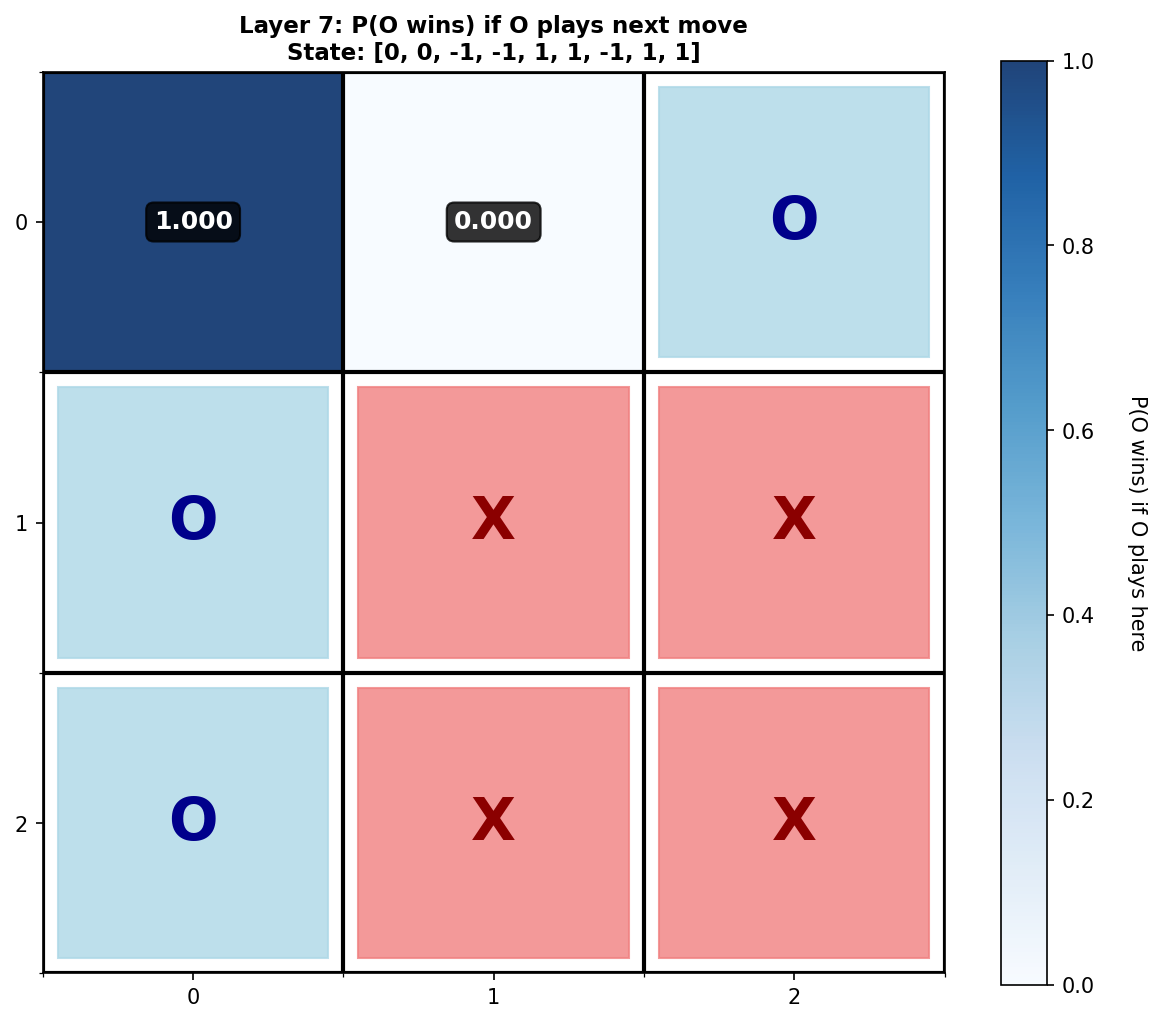 Layer 7: P(O wins) if O plays next move
State: [0, 0, -1, -1, 1, 1, -1, 1, 1]
0
1.000
0.000
O
1
O
X
X
2
O
X
X
0
1
2
1.0
0.8
0.6
0.4
0.2
0.0
P(O wins) if O plays here